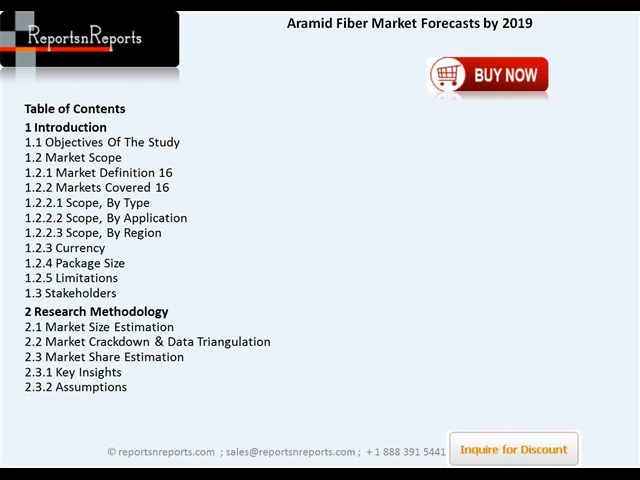 ReportsnReports
Aramid Fiber Market Forecasts by 2019
BUY NOW
Table of Contents
1 Introduction
1.1 Objectives Of The Study
1.2 Market Scope
1.2.1 Market Definition 16
1.2.2 Markets Covered 16
1.2.2.1 Scope, By Type
1.2.2.2 Scope, By Application
1.2.2.3 Scope, By Region
1.2.3 Currency
1.2.4 Package Size
1.2.5 Limitations
1.3 Stakeholders
2 Research Methodology
2.1 Market Size Estimation
2.2 Market Crackdown & Data Triangulation
2.3 Market Share Estimation
2.3.1 Key Insights
2.3.2 Assumptions
© reportsnreports.com ; sales@reportsnreports.com ; + 1 888 391 5441
Inquire for Discount